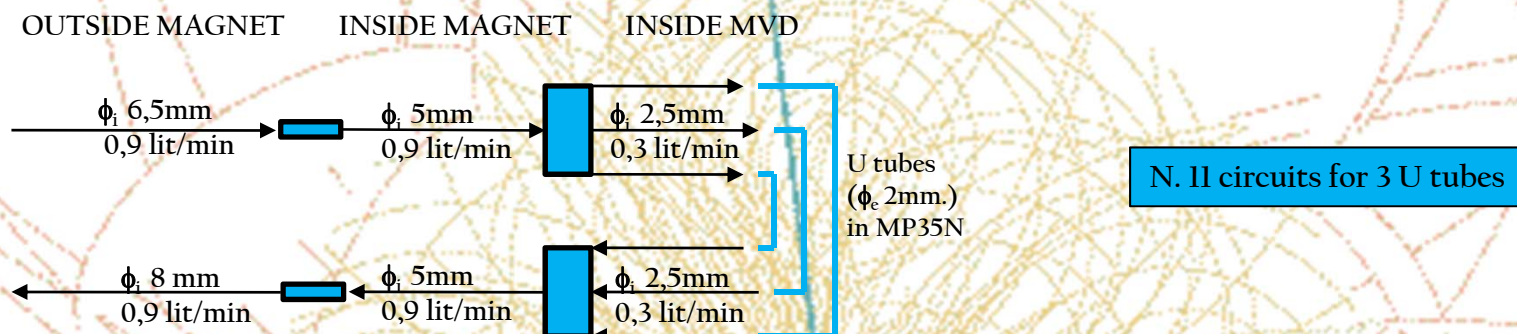 OUTSIDE MAGNET INSIDE MAGNET INSIDE MVD
ϕi 6,5mm ϕi 5mm ϕi 2,5mm
0,9 lit/min 0,9 lit/min 0,3 lit/min
U tubes
(ϕe 2mm.)
in MP35N
N. 11 circuits for 3 U tubes
ϕi 8 mm ϕi 5mm ϕi 2,5mm
0,9 lit/min 0,9 lit/min 0,3 lit/min